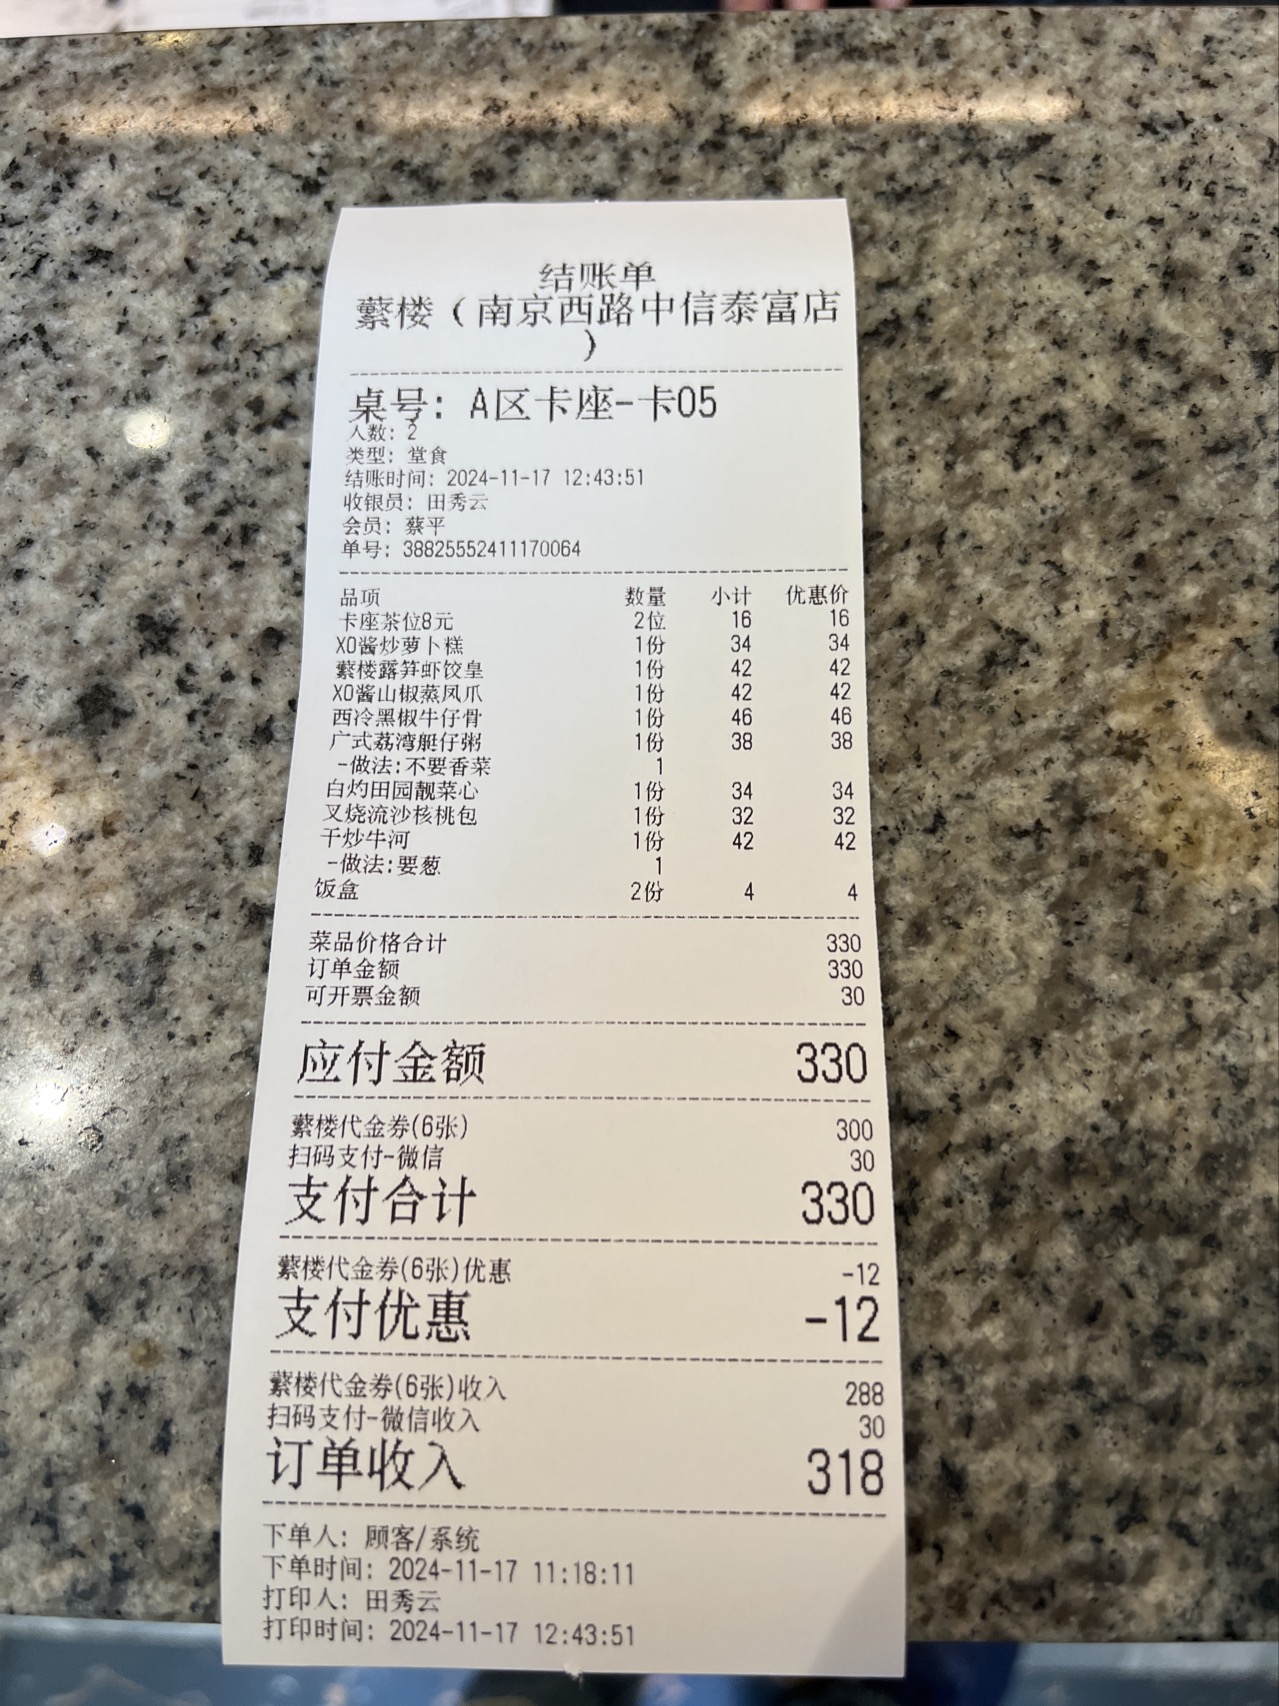 结账单
蘩楼（南京西路中信泰富店
）
桌号：A区卡座-卡05
人数：2
类型：堂食
结账时间：2024-11-17 12:43:51
收银员：田秀云
会员：蔡平
单号：38825552411170064
品项 数量 小计 优惠价
卡座茶位8元 2位 16 16
XO酱炒萝卜糕 1份 34 34
蘩楼露笋虾饺皇 1份 42 42
XO酱山椒蒸凤爪 1份 42 42
西冷黑椒牛仔骨 1份 46 46
广式荔湾艇仔粥 1份 38 38
-做法:不要香菜 1
白灼田园靓菜心 1份 34 34
叉烧流沙核桃包 1份 32 32
干炒牛河 1份 42 42
-做法:要葱 1
饭盒 2份 4 4
菜品价格合计 330
订单金额 330
可开票金额 30
应付金额 330
蘩楼代金券(6张) 300
扫码支付-微信 30
支付合计 330
蘩楼代金券(6张)优惠 -12
支付优惠 -12
蘩楼代金券(6张)收入 288
扫码支付-微信收入 30
订单收入 318
下单人：顾客/系统
下单时间：2024-11-17 11:18:11
打印人：田秀云
打印时间：2024-11-17 12:43:51